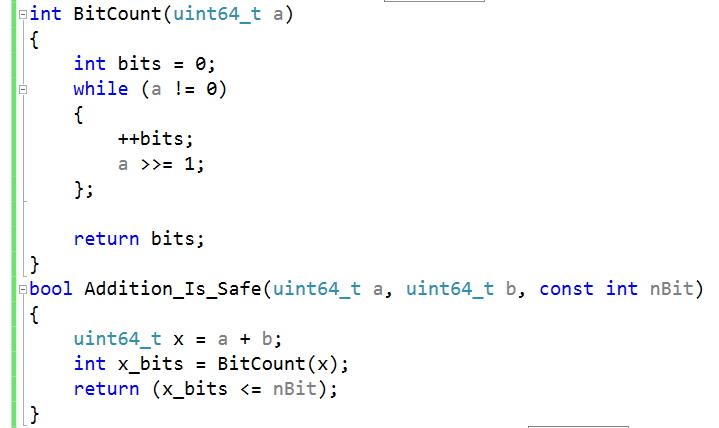 int BitCount(uint64_t a)
{
    int bits = 0;
    while (a != 0)
    {
        ++bits;
        a >>= 1;
    };

    return bits;
}
bool Addition_Is_Safe(uint64_t a, uint64_t b, const int nBit)
{
    uint64_t x = a + b;
    int x_bits = BitCount(x);
    return (x_bits <= nBit);
}